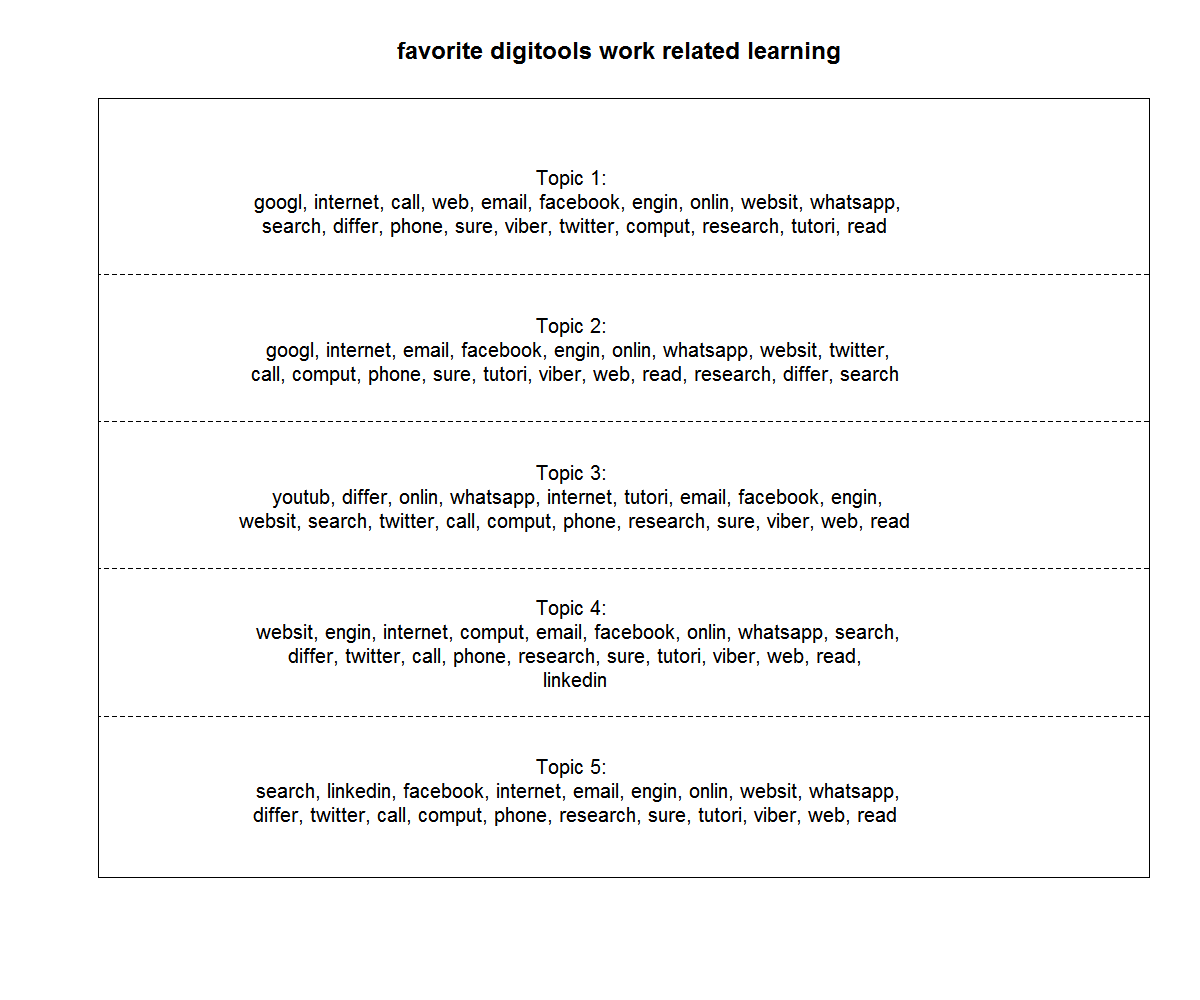 favorite digitools work related learning
Topic 1:
googl, internet, call, web, email, facebook, engin, onlin, websit, whatsapp,
search, differ, phone, sure, viber, twitter, comput, research, tutori, read
Topic 2:
googl, internet, email, facebook, engin, onlin, whatsapp, websit, twitter,
call, comput, phone, sure, tutori, viber, web, read, research, differ, search
Topic 3:
youtub, differ, onlin, whatsapp, internet, tutori, email, facebook, engin,
websit, search, twitter, call, comput, phone, research, sure, viber, web, read
Topic 4:
websit, engin, internet, comput, email, facebook, onlin, whatsapp, search,
differ, twitter, call, phone, research, sure, tutori, viber, web, read,
linkedin
Topic 5:
search, linkedin, facebook, internet, email, engin, onlin, websit, whatsapp,
differ, twitter, call, comput, phone, research, sure, tutori, viber, web, read